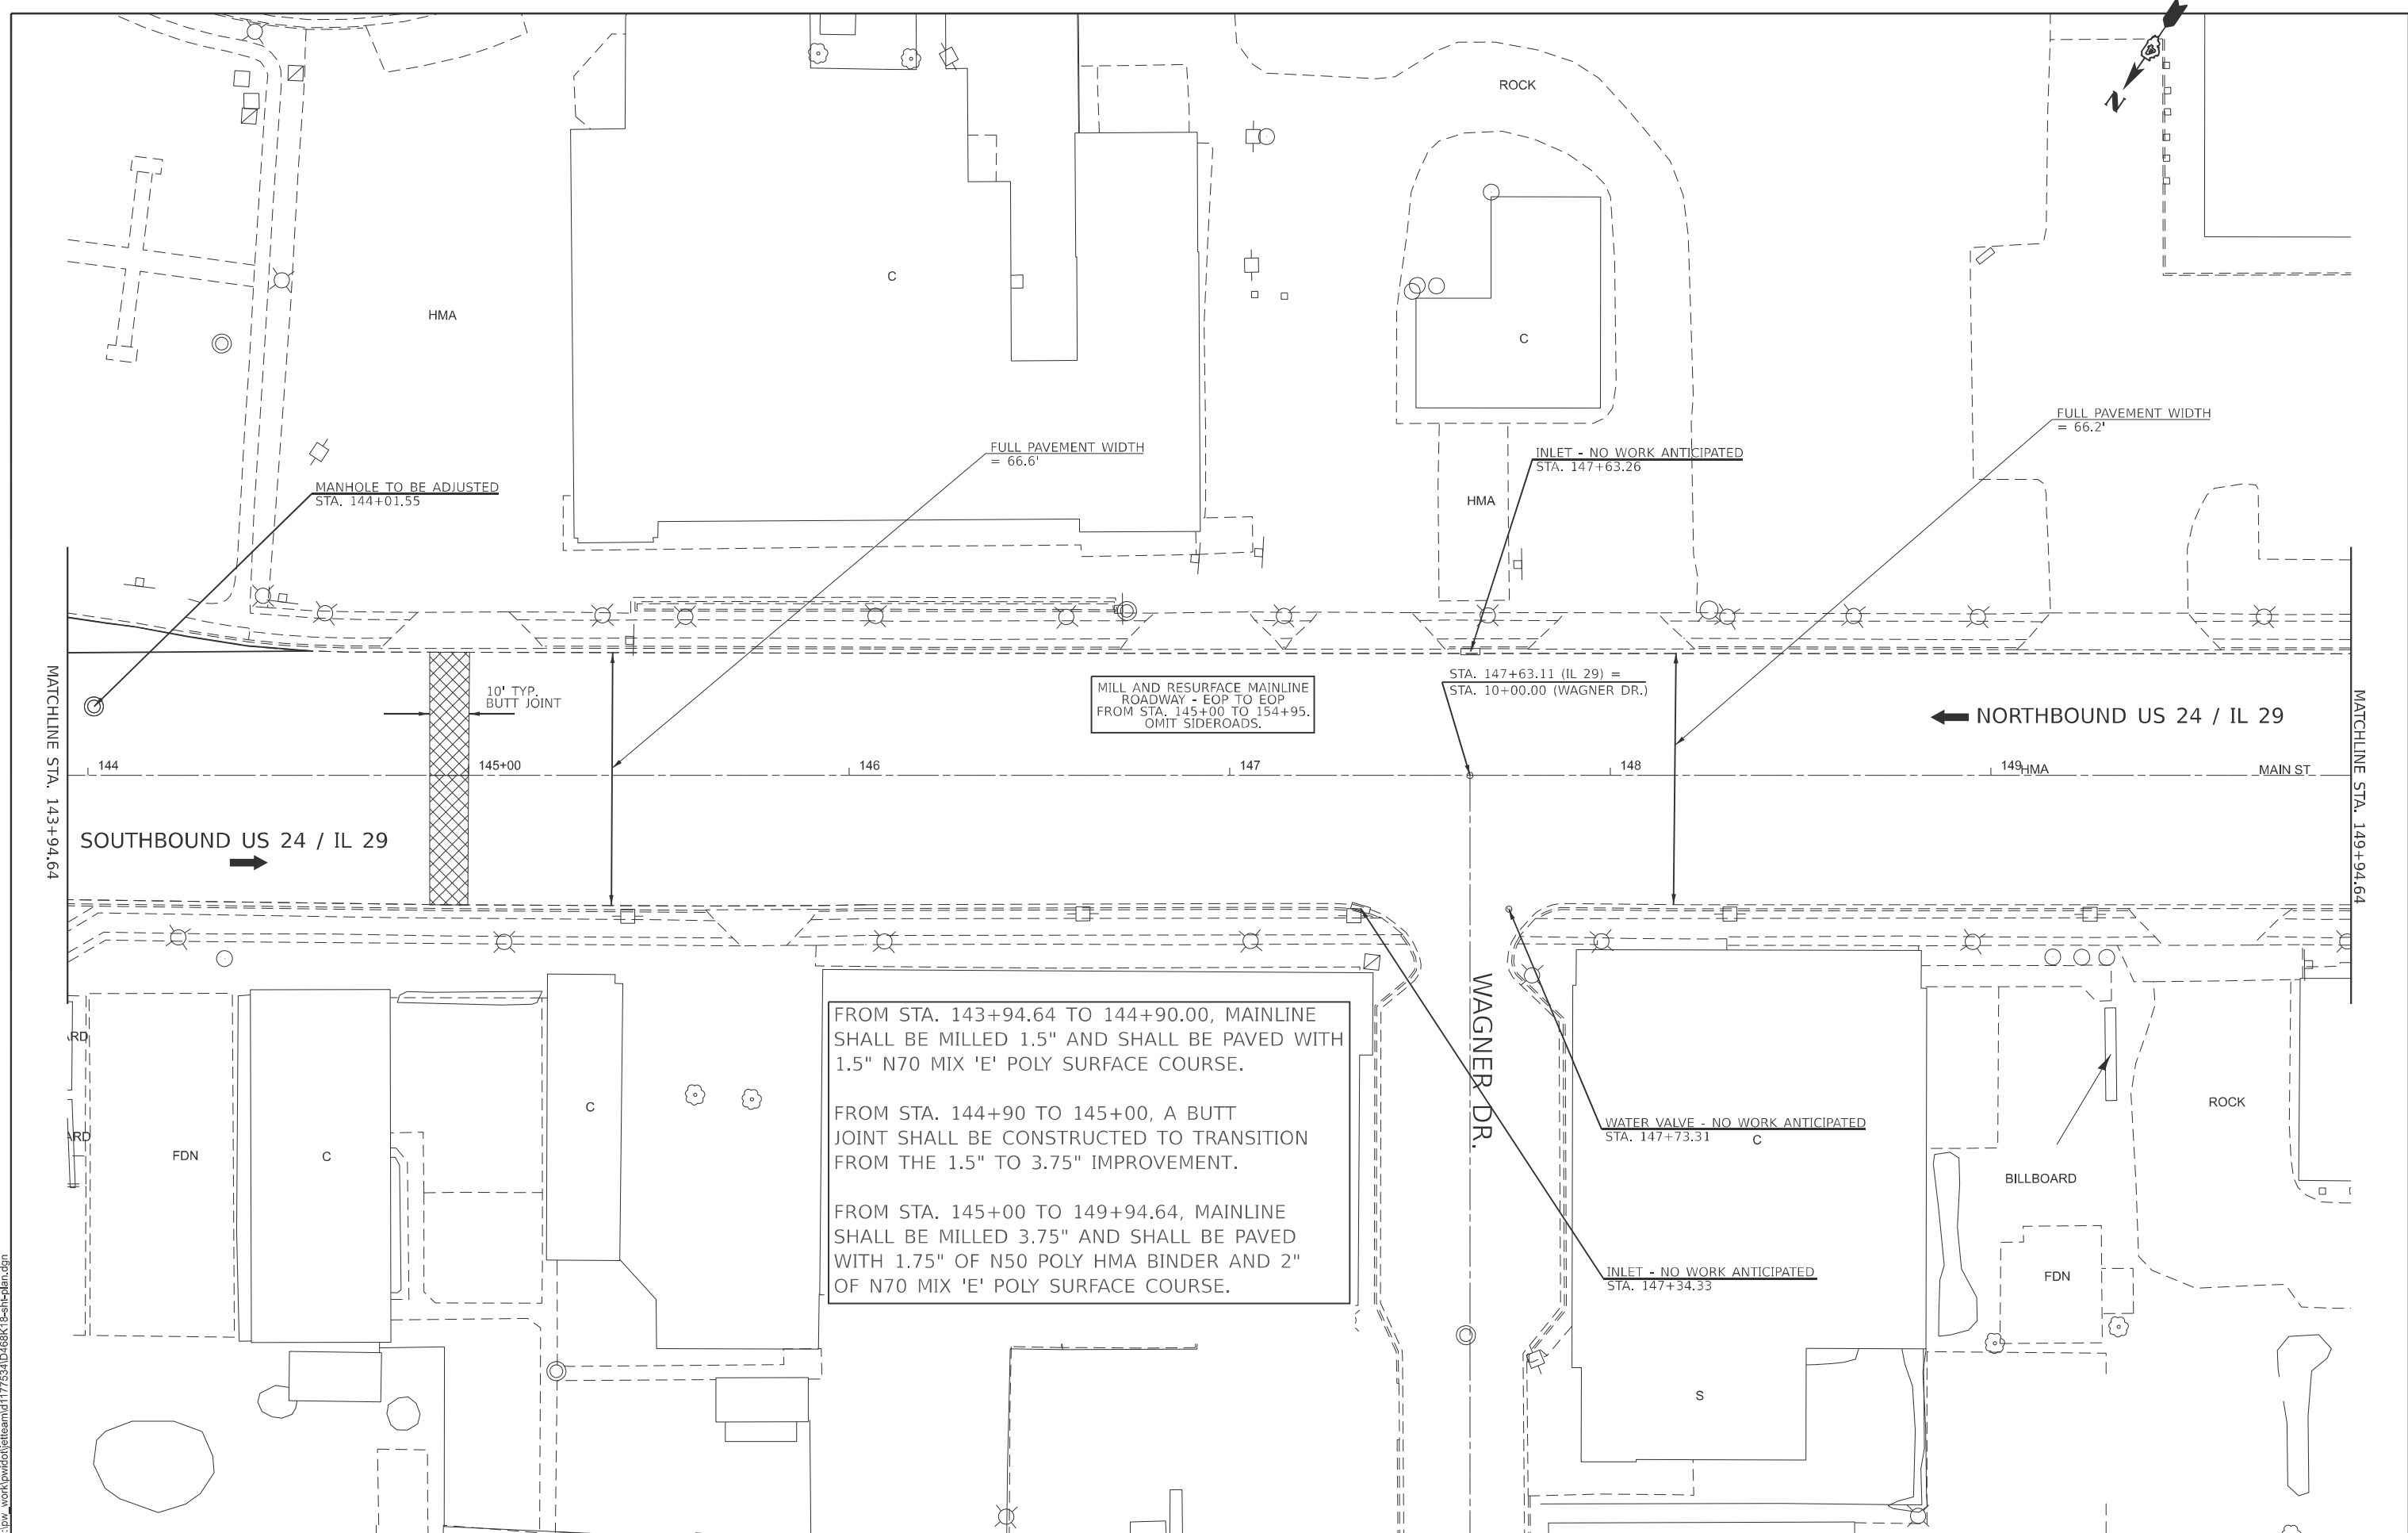 N
ROCK
C
HMA
C
FULL PAVEMENT WIDTH
= 66.2'
FULL PAVEMENT WIDTH
= 66.6'
INLET - NO WORK ANTICIPATED
STA. 147+63.26
MANHOLE TO BE ADJUSTED
STA. 144+01.55
HMA
MATCHLINE STA. 143+94.64
10' TYP.
BUTT JOINT
MILL AND RESURFACE MAINLINE
ROADWAY - EOP TO EOP
FROM STA. 145+00 TO 154+95.
OMIT SIDEROADS.
STA. 147+63.11 (IL 29) =
STA. 10+00.00 (WAGNER DR.)
NORTHBOUND US 24 / IL 29
MATCHLINE STA. 149+94.64
144
145+00
146
147
148
149
HMA
MAIN ST
SOUTHBOUND US 24 / IL 29
WAGNER DR.
FROM STA. 143+94.64 TO 144+90.00, MAINLINE
SHALL BE MILLED 1.5" AND SHALL BE PAVED WITH
1.5" N70 MIX 'E' POLY SURFACE COURSE.
FROM STA. 144+90 TO 145+00, A BUTT
JOINT SHALL BE CONSTRUCTED TO TRANSITION
FROM THE 1.5" TO 3.75" IMPROVEMENT.
FROM STA. 145+00 TO 149+94.64, MAINLINE
SHALL BE MILLED 3.75" AND SHALL BE PAVED
WITH 1.75" OF N50 POLY HMA BINDER AND 2"
OF N70 MIX 'E' POLY SURFACE COURSE.
FDN
C
C
WATER VALVE - NO WORK ANTICIPATED
STA. 147+73.31
C
ROCK
BILLBOARD
INLET - NO WORK ANTICIPATED
STA. 147+34.33
FDN
S